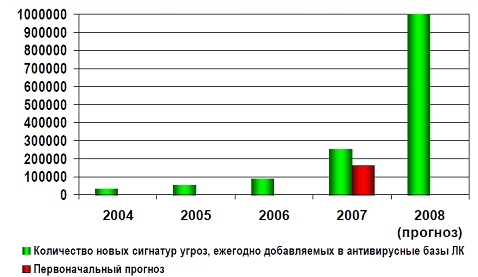 1000000
900000
800000
700000
600000
500000
400000
300000
200000
100000
0
2004 2005 2006 2007 2008
(прогноз)
Количество новых сигнатур угроз, ежегодно добавляемых в антивирусные базы ЛК
Первоначальный прогноз